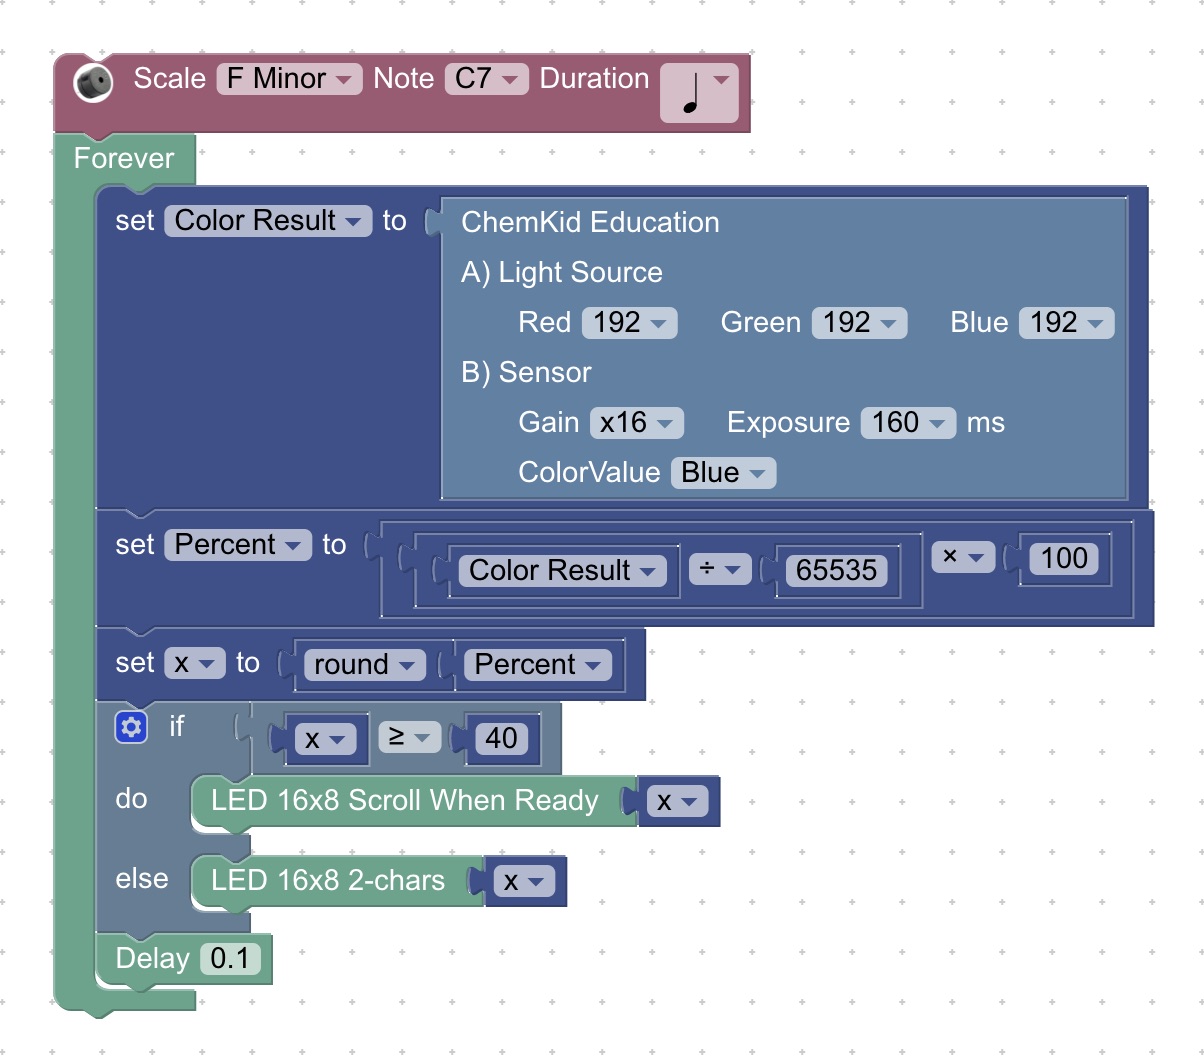 Scale F Minor Note C7 Duration
Forever
set Color Result to ChemKid Education
A) Light Source
Red 192 Green 192 Blue 192
B) Sensor
Gain x16 Exposure 160 ms
ColorValue Blue
set Percent to Color Result ÷ 65535 × 100
set x to round Percent
if x ≥ 40
do LED 16x8 Scroll When Ready x
else LED 16x8 2-chars x
Delay 0.1